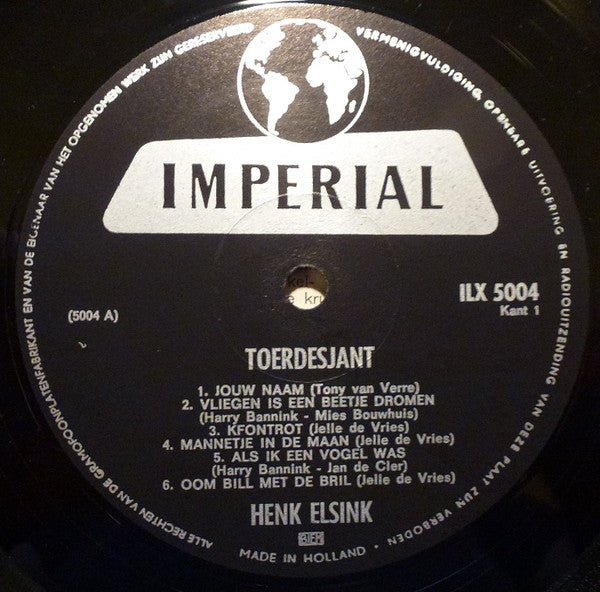 ALLE RECHTEN VAN DE GRAMOFOONPLATENFABRIKANT EN VAN DE EIGENAAR VAN HET OPGENOMEN WERK ZIJN GERESERVEERD
VERMENIGVULDIGING, OPENBARE UITVOERING EN RADIOUITZENDING VAN DEZE PLAAT ZIJN VERBODEN
IMPERIAL
ILX 5004
Kant 1
(5004 A)
TOERDESJANT
1. JOUW NAAM (Tony van Verre)
2. VLIEGEN IS EEN BEETJE DROMEN
(Harry Bannink - Mies Bouwhuis)
3. KFONTROT (Jelle de Vries)
4. MANNETJE IN DE MAAN (Jelle de Vries)
5. ALS IK EEN VOGEL WAS
(Harry Bannink - Jan de Cler)
6. OOM BILL MET DE BRIL (Jelle de Vries)
HENK ELSINK
BIEM
MADE IN HOLLAND •